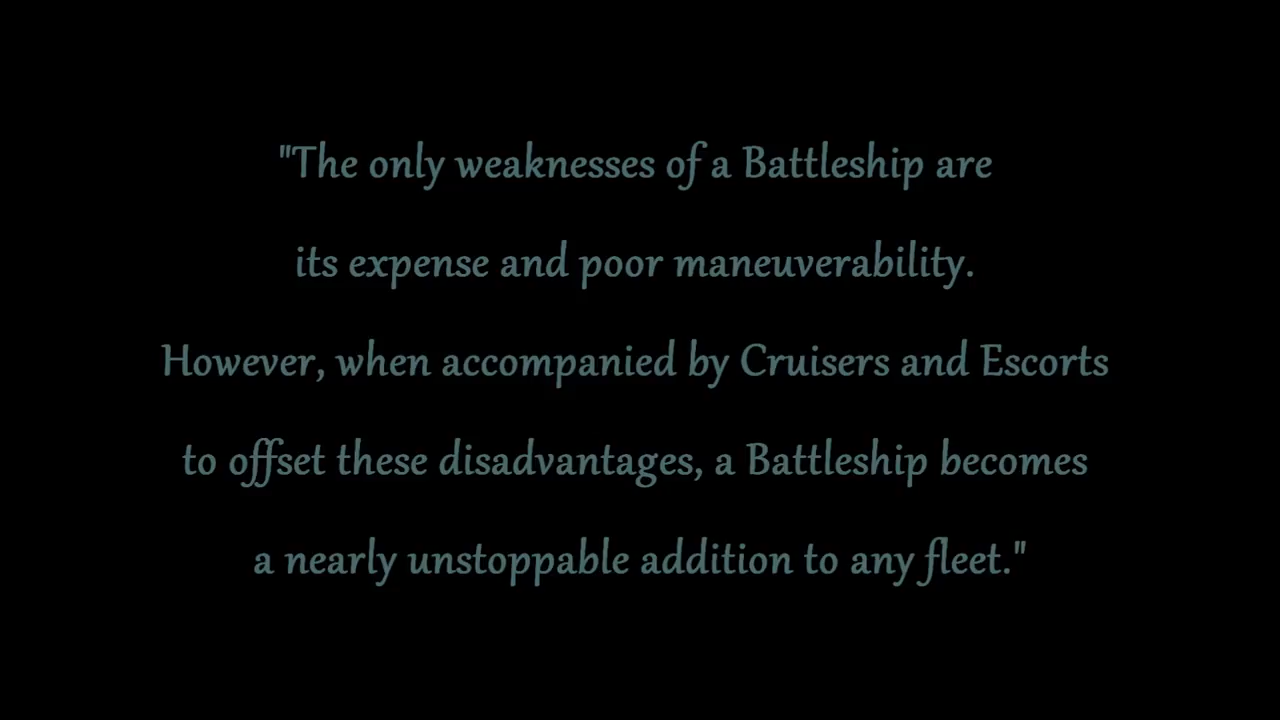 "The only weaknesses of a Battleship are
its expense and poor maneuverability.
However, when accompanied by Cruisers and Escorts
to offset these disadvantages, a Battleship becomes
a nearly unstoppable addition to any fleet."